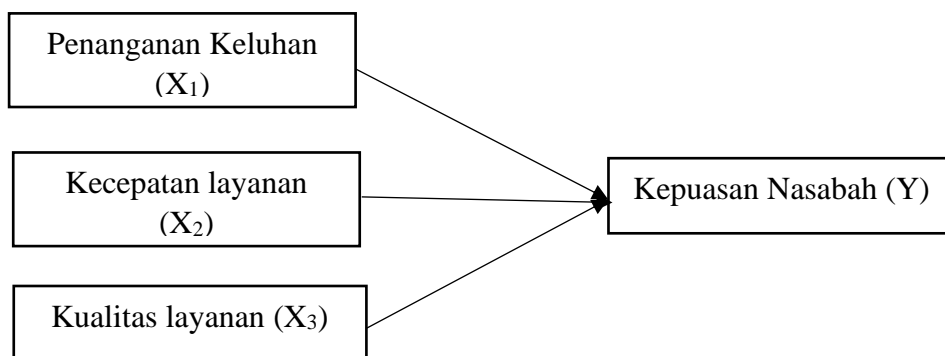 Penanganan Keluhan
(X₁)
Kecepatan layanan
(X₂)
Kualitas layanan (X₃)
Kepuasan Nasabah (Y)